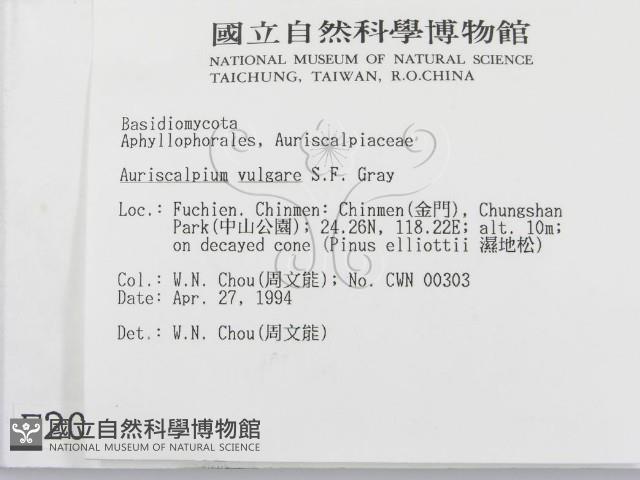 國立自然科學博物館
NATIONAL MUSEUM OF NATURAL SCIENCE
TAICHUNG, TAIWAN, R.O.CHINA
Basidiomycota
Aphyllophorales, Auriscalpiaceae
Auriscalpium vulgare S.F. Gray
Loc.: Fuchien. Chinmen: Chinmen(金門), Chungshan
Park(中山公園); 24.26N, 118.22E; alt. 10m;
on decayed cone (Pinus elliottii 濕地松)
Col.: W.N. Chou(周文能); No. CWN 00303
Date: Apr. 27, 1994
Det.: W.N. Chou(周文能)
國立自然科學博物館
NATIONAL MUSEUM OF NATURAL SCIENCE